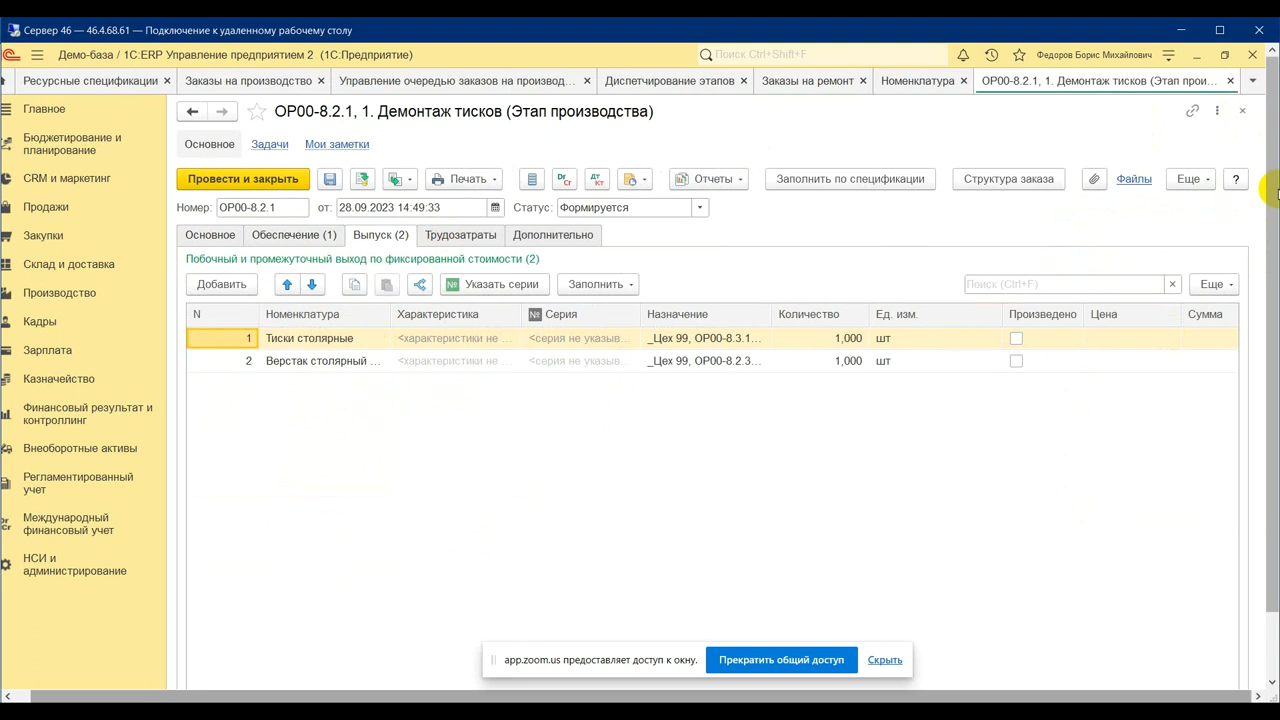 Сервер 46 — 46.4.68.61 — Подключение к удаленному рабочему столу
Демо-база / 1С:ERP Управление предприятием 2 (1С:Предприятие)
Поиск Ctrl+Shift+F
Федоров Борис Михайлович
Ресурсные спецификации
Заказы на производство
Управление очередью заказов на производ...
Диспетчирование этапов
Заказы на ремонт
Номенклатура
ОР00-8.2.1, 1. Демонтаж тисков (Этап прои...
Главное
Бюджетирование и
планирование
CRM и маркетинг
Продажи
Закупки
Склад и доставка
Производство
Кадры
Зарплата
Казначейство
Финансовый результат и
контроллинг
Внеоборотные активы
Регламентированный
учет
Международный
финансовый учет
НСИ и
администрирование
ОР00-8.2.1, 1. Демонтаж тисков (Этап производства)
Основное Задачи Мои заметки
Провести и закрыть Печать Dr Cr Дт Кт Отчеты Заполнить по спецификации Структура заказа Файлы Еще ?
Номер: ОР00-8.2.1 от: 28.09.2023 14:49:33 Статус: Формируется
Основное Обеспечение (1) Выпуск (2) Трудозатраты Дополнительно
Побочный и промежуточный выход по фиксированной стоимости (2)
Добавить № Указать серии Заполнить Поиск (Ctrl+F) × Еще
N Номенклатура Характеристика № Серия Назначение Количество Ед. изм. Произведено Цена Сумма
1 Тиски столярные <характеристики не ... <серия не указыв... _Цех 99, ОР00-8.3.1... 1,000 шт
2 Верстак столярный ... <характеристики не ... <серия не указыв... _Цех 99, ОР00-8.2.3... 1,000 шт
app.zoom.us предоставляет доступ к окну. Прекратить общий доступ Скрыть